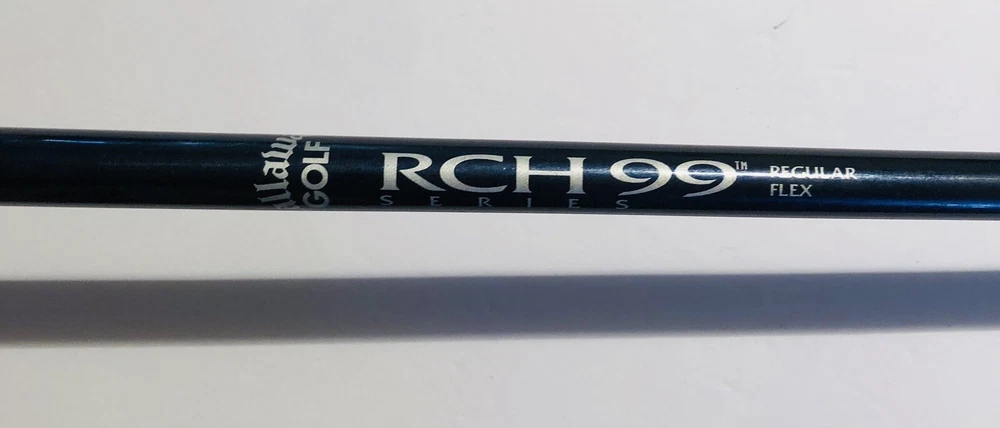 GOLF
RCH 99™
SERIES
REGULAR
FLEX